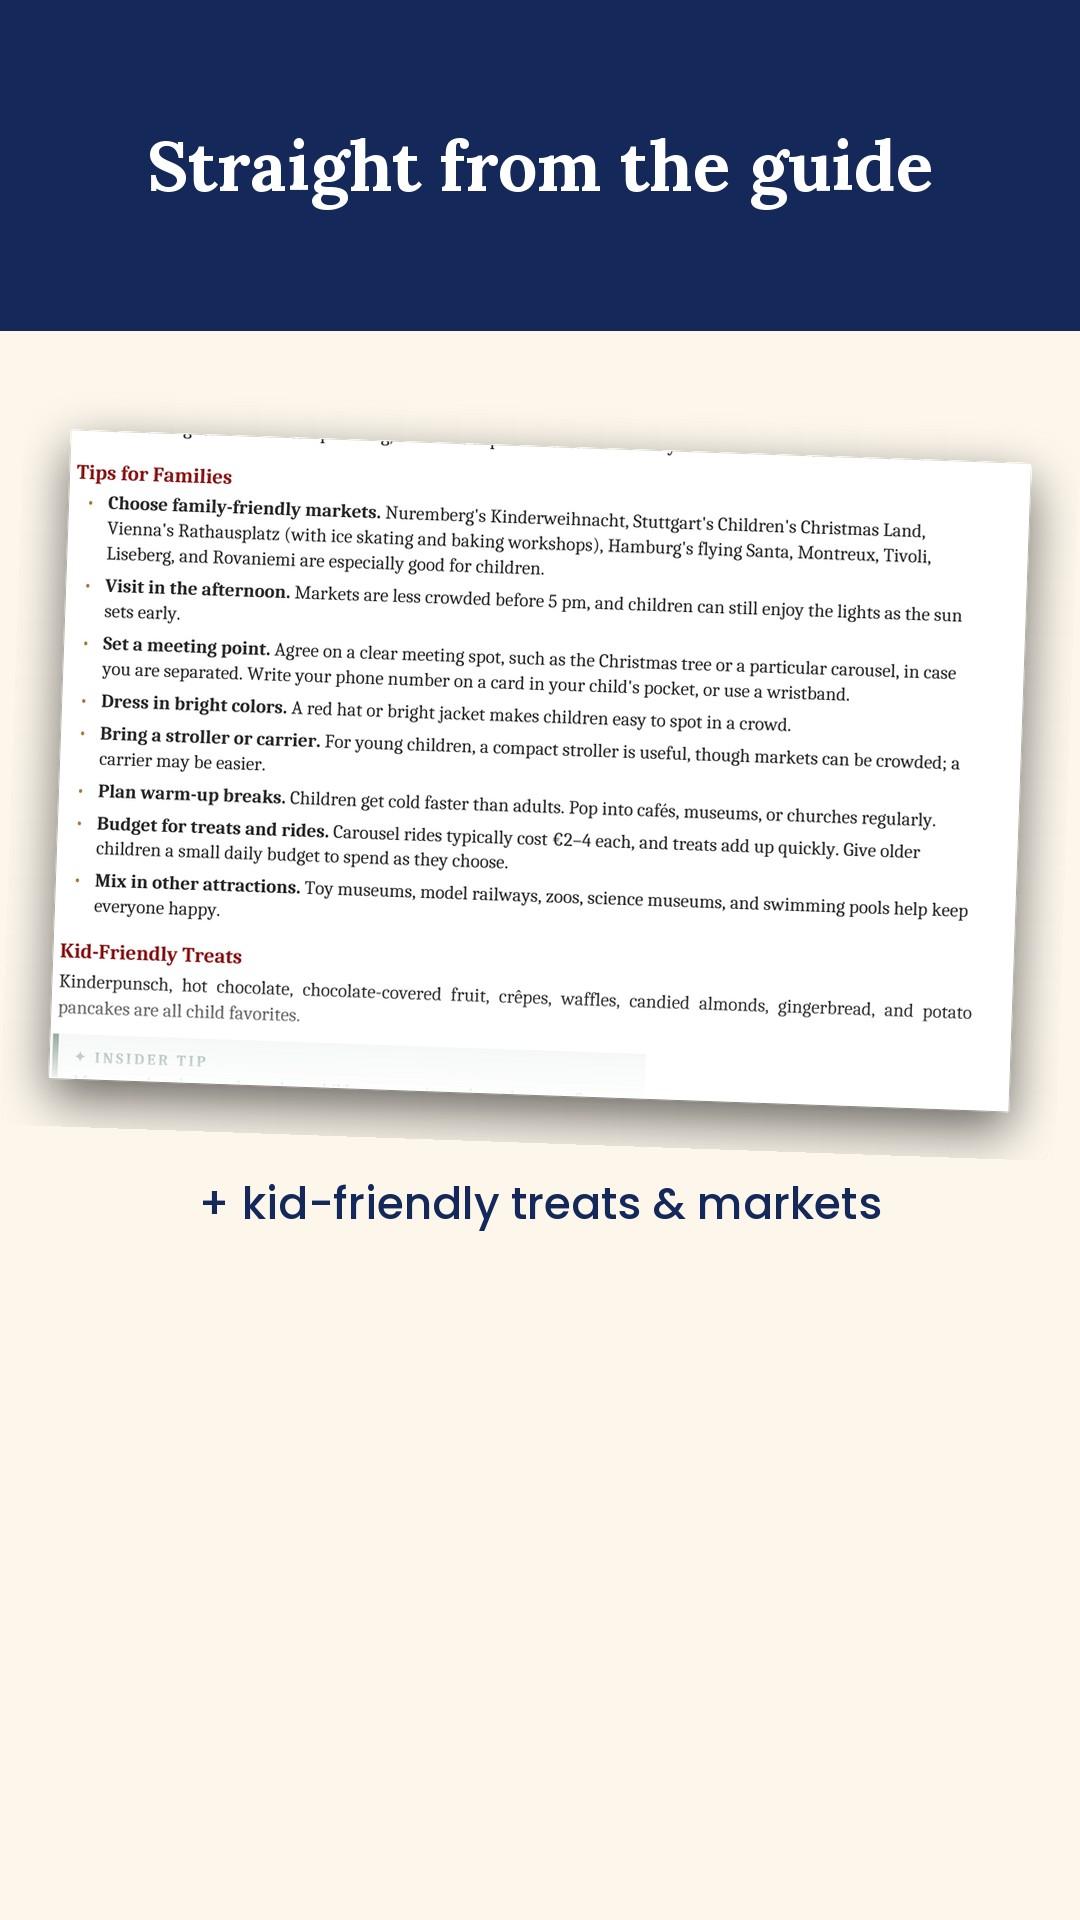 Straight from the guide
Tips for Families
• Choose family-friendly markets. Nuremberg's Kinderweihnacht, Stuttgart's Children's Christmas Land,
Vienna's Rathausplatz (with ice skating and baking workshops), Hamburg's flying Santa, Montreux, Tivoli,
Liseberg, and Rovaniemi are especially good for children.
• Visit in the afternoon. Markets are less crowded before 5 pm, and children can still enjoy the lights as the sun
sets early.
• Set a meeting point. Agree on a clear meeting spot, such as the Christmas tree or a particular carousel, in case
you are separated. Write your phone number on a card in your child's pocket, or use a wristband.
• Dress in bright colors. A red hat or bright jacket makes children easy to spot in a crowd.
• Bring a stroller or carrier. For young children, a compact stroller is useful, though markets can be crowded; a
carrier may be easier.
• Plan warm-up breaks. Children get cold faster than adults. Pop into cafés, museums, or churches regularly.
• Budget for treats and rides. Carousel rides typically cost €2–4 each, and treats add up quickly. Give older
children a small daily budget to spend as they choose.
• Mix in other attractions. Toy museums, model railways, zoos, science museums, and swimming pools help keep
everyone happy.
Kid-Friendly Treats
Kinderpunsch, hot chocolate, chocolate-covered fruit, crêpes, waffles, candied almonds, gingerbread, and potato
pancakes are all child favorites.
✦ INSIDER TIP
+ kid-friendly treats & markets